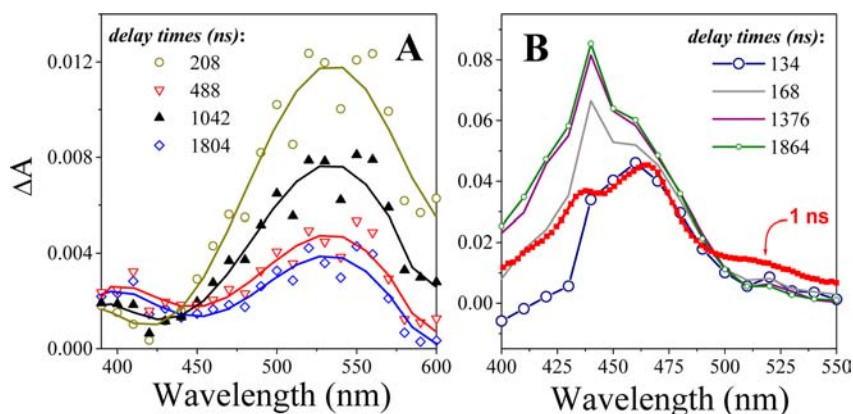 A
delay times (ns):
208
488
1042
1804
ΔA
0.012
0.008
0.004
0.000
400 450 500 550 600
Wavelength (nm)
B
delay times (ns):
134
168
1376
1864
1 ns
0.08
0.06
0.04
0.02
0.00
400 425 450 475 500 525 550
Wavelength (nm)